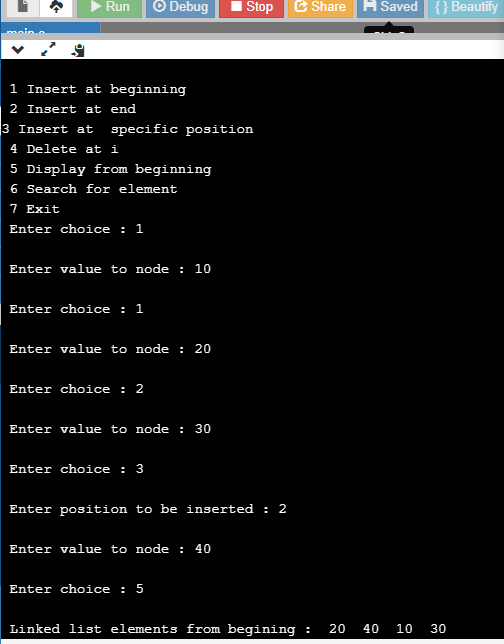 Run Debug Stop Share Saved {} Beautify
1 Insert at beginning
2 Insert at end
3 Insert at  specific position
4 Delete at i
5 Display from beginning
6 Search for element
7 Exit
Enter choice : 1
Enter value to node : 10
Enter choice : 1
Enter value to node : 20
Enter choice : 2
Enter value to node : 30
Enter choice : 3
Enter position to be inserted : 2
Enter value to node : 40
Enter choice : 5
Linked list elements from begining :  20  40  10  30